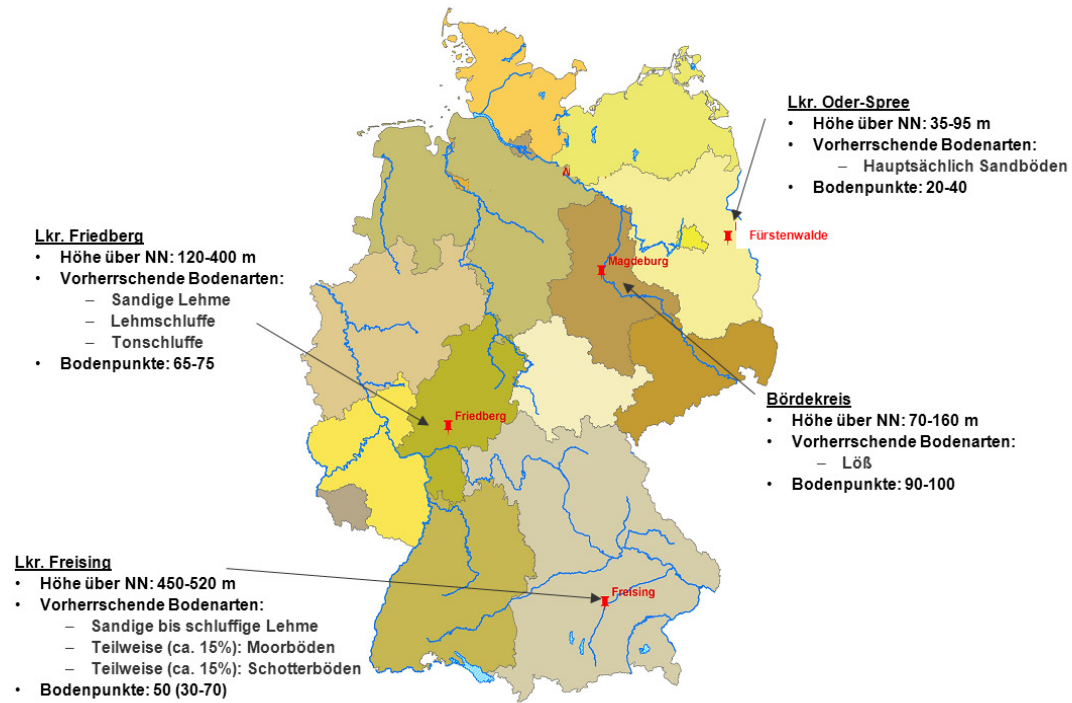 Lkr. Oder-Spree
• Höhe über NN: 35-95 m
• Vorherrschende Bodenarten:
– Hauptsächlich Sandböden
• Bodenpunkte: 20-40
Fürstenwalde
Lkr. Friedberg
• Höhe über NN: 120-400 m
• Vorherrschende Bodenarten:
– Sandige Lehme
– Lehmschluffe
– Tonschluffe
• Bodenpunkte: 65-75
Magdeburg
Friedberg
Bördekreis
• Höhe über NN: 70-160 m
• Vorherrschende Bodenarten:
– Löß
• Bodenpunkte: 90-100
Lkr. Freising
• Höhe über NN: 450-520 m
• Vorherrschende Bodenarten:
– Sandige bis schluffige Lehme
– Teilweise (ca. 15%): Moorböden
– Teilweise (ca. 15%): Schotterböden
• Bodenpunkte: 50 (30-70)
Freising